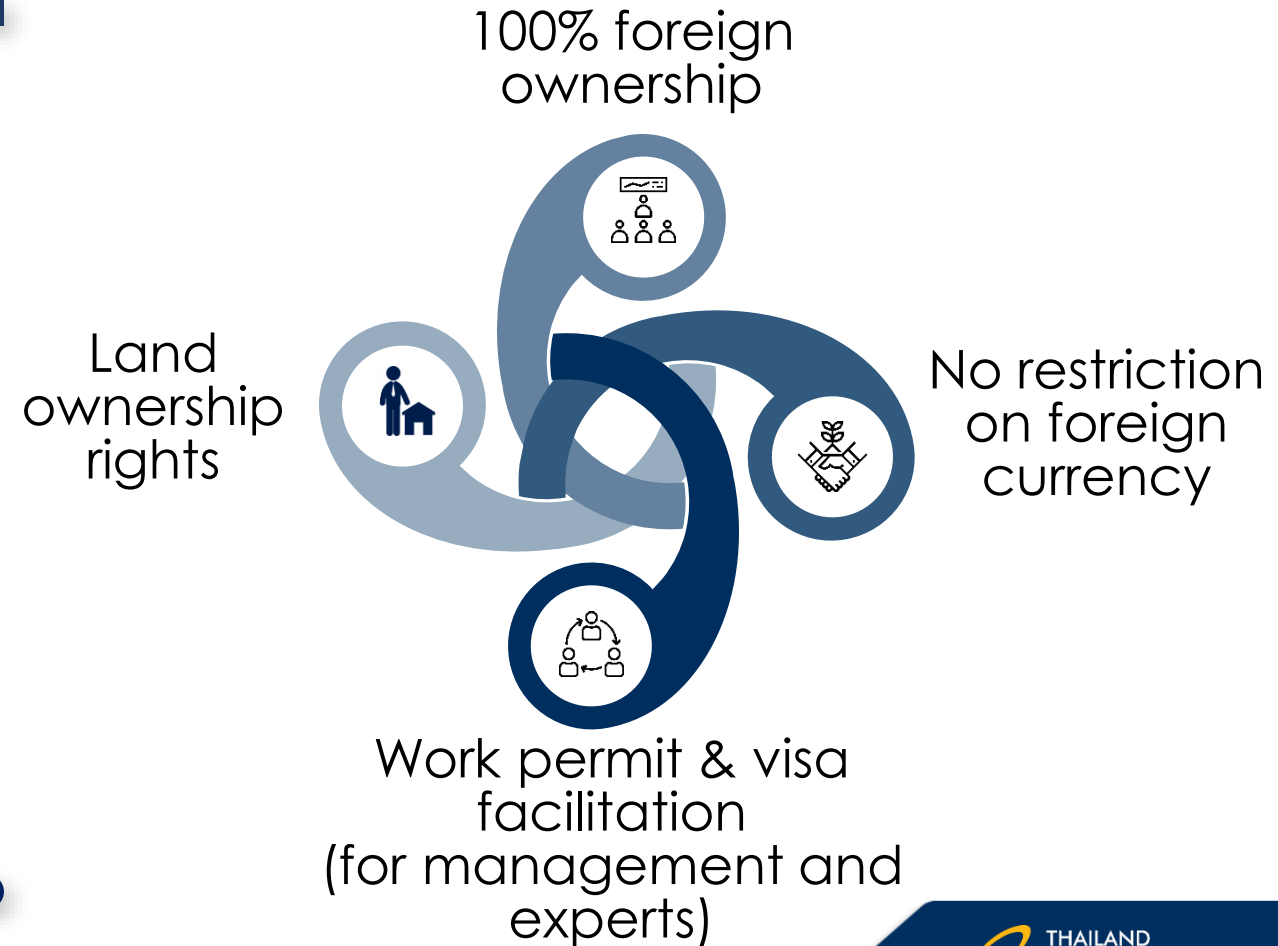 100% foreign
ownership
Land
ownership
rights
No restriction
on foreign
currency
Work permit & visa
facilitation
(for management and
experts)
THAILAND